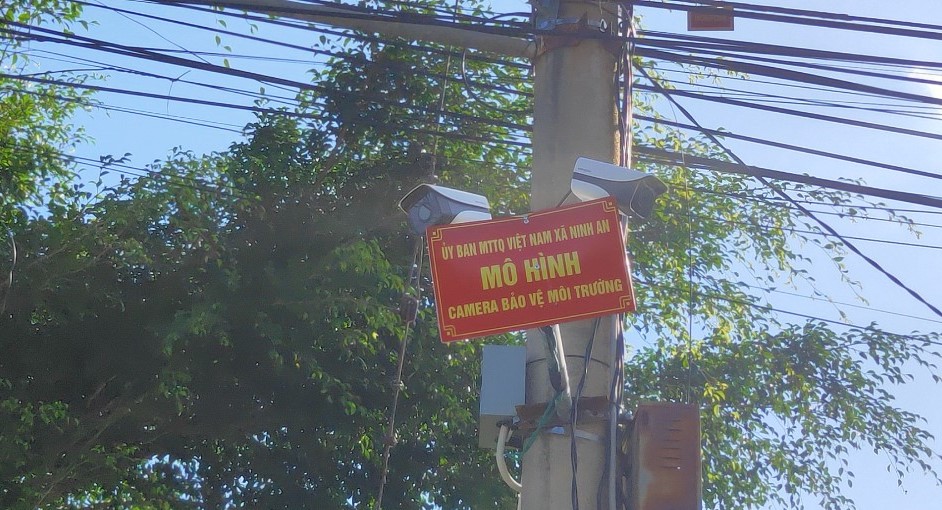 ỦY BAN MTTQ VIỆT NAM XÃ NINH AN
MÔ HÌNH
CAMERA BẢO VỆ MÔI TRƯỜNG